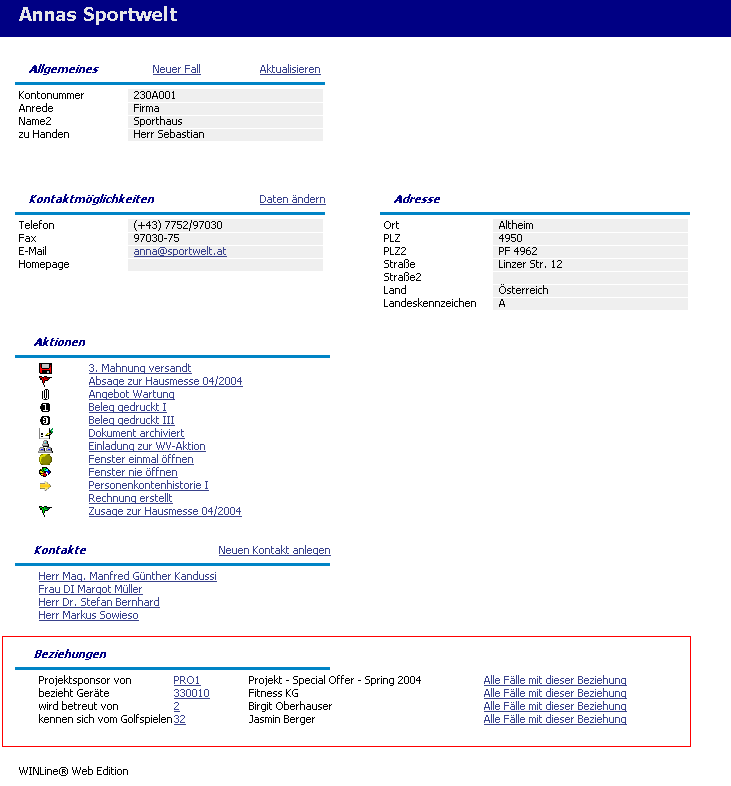 Annas Sportwelt
Allgemeines Neuer Fall Aktualisieren
Kontonummer 230A001
Anrede Firma
Name2 Sporthaus
zu Handen Herr Sebastian
Kontaktmöglichkeiten Daten ändern
Telefon (+43) 7752/97030
Fax 97030-75
E-Mail anna@sportwelt.at
Homepage
Adresse
Ort Altheim
PLZ 4950
PLZ2 PF 4962
Straße Linzer Str. 12
Straße2
Land Österreich
Landeskennzeichen A
Aktionen
3. Mahnung versandt
Absage zur Hausmesse 04/2004
Angebot Wartung
Beleg gedruckt I
Beleg gedruckt III
Dokument archiviert
Einladung zur WV-Aktion
Fenster einmal öffnen
Fenster nie öffnen
Personenkontenhistorie I
Rechnung erstellt
Zusage zur Hausmesse 04/2004
Kontakte Neuen Kontakt anlegen
Herr Mag. Manfred Günther Kandussi
Frau DI Margot Müller
Herr Dr. Stefan Bernhard
Herr Markus Sowieso
Beziehungen
Projektsponsor von PRO1 Projekt - Special Offer - Spring 2004 Alle Fälle mit dieser Beziehung
bezieht Geräte 330010 Fitness KG Alle Fälle mit dieser Beziehung
wird betreut von 2 Birgit Oberhauser Alle Fälle mit dieser Beziehung
kennen sich vom Golfspielen 32 Jasmin Berger Alle Fälle mit dieser Beziehung
WINLine® Web Edition